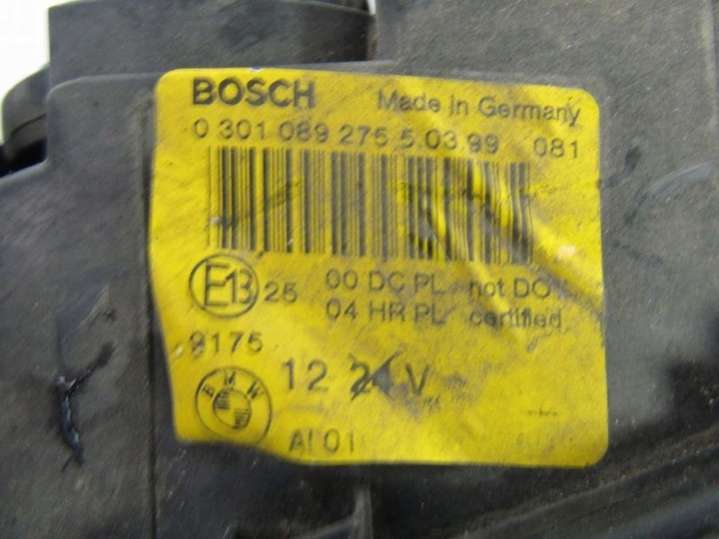 BOSCH Made in Germany
0 301 089 275 5.03.99 081
E13 25 00 DC PL not DOT
04 HR PL certified
9175
BMW 12 24 V
AI 01